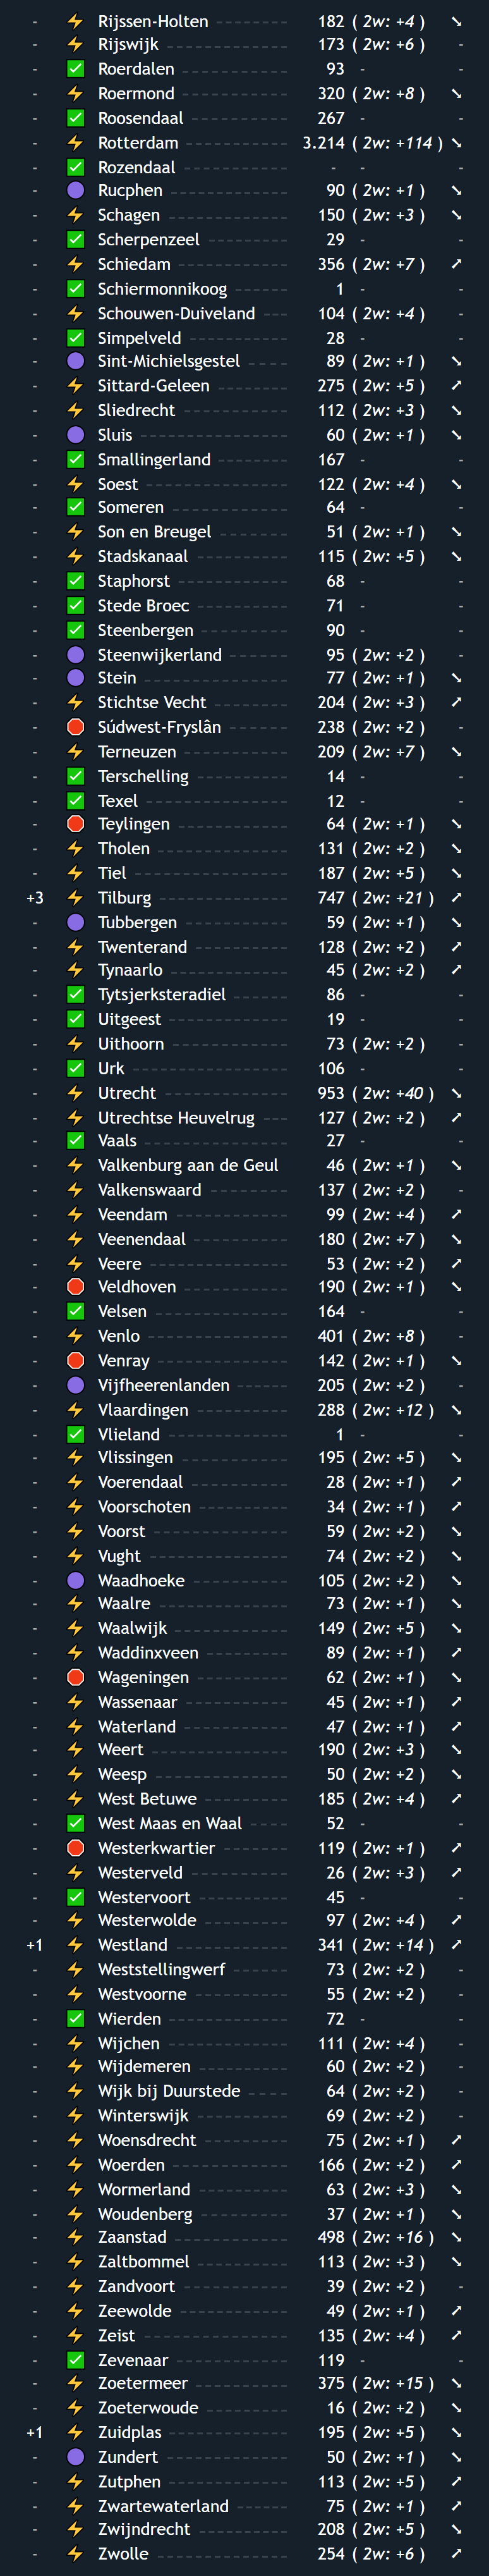 - ⚡ Rijssen-Holten 182 ( 2w: +4 ) ➘
- ⚡ Rijswijk 173 ( 2w: +6 ) -
- ✅ Roerdalen 93 - -
- ⚡ Roermond 320 ( 2w: +8 ) ➘
- ✅ Roosendaal 267 - -
- ⚡ Rotterdam 3.214 ( 2w: +114 ) ➘
- ✅ Rozendaal - - -
- 🟣 Rucphen 90 ( 2w: +1 ) ➘
- ⚡ Schagen 150 ( 2w: +3 ) ➘
- ✅ Scherpenzeel 29 - -
- ⚡ Schiedam 356 ( 2w: +7 ) ➚
- ✅ Schiermonnikoog 1 - -
- ⚡ Schouwen-Duiveland 104 ( 2w: +4 ) -
- ✅ Simpelveld 28 - -
- 🟣 Sint-Michielsgestel 89 ( 2w: +1 ) ➘
- ⚡ Sittard-Geleen 275 ( 2w: +5 ) ➚
- ⚡ Sliedrecht 112 ( 2w: +3 ) ➘
- 🟣 Sluis 60 ( 2w: +1 ) ➘
- ✅ Smallingerland 167 - -
- ⚡ Soest 122 ( 2w: +4 ) ➘
- ✅ Someren 64 - -
- ⚡ Son en Breugel 51 ( 2w: +1 ) ➘
- ⚡ Stadskanaal 115 ( 2w: +5 ) ➘
- ✅ Staphorst 68 - -
- ✅ Stede Broec 71 - -
- ✅ Steenbergen 90 - -
- 🟣 Steenwijkerland 95 ( 2w: +2 ) -
- 🟣 Stein 77 ( 2w: +1 ) ➘
- ⚡ Stichtse Vecht 204 ( 2w: +3 ) ➚
- 🛑 Súdwest-Fryslân 238 ( 2w: +2 ) -
- ⚡ Terneuzen 209 ( 2w: +7 ) ➘
- ✅ Terschelling 14 - -
- ✅ Texel 12 - -
- 🛑 Teylingen 64 ( 2w: +1 ) ➘
- ⚡ Tholen 131 ( 2w: +2 ) ➘
- ⚡ Tiel 187 ( 2w: +5 ) ➘
+3 ⚡ Tilburg 747 ( 2w: +21 ) ➚
- 🟣 Tubbergen 59 ( 2w: +1 ) ➘
- ⚡ Twenterand 128 ( 2w: +2 ) ➚
- ⚡ Tynaarlo 45 ( 2w: +2 ) ➚
- ✅ Tytsjerksteradiel 86 - -
- ✅ Uitgeest 19 - -
- ⚡ Uithoorn 73 ( 2w: +2 ) -
- ✅ Urk 106 - -
- ⚡ Utrecht 953 ( 2w: +40 ) ➘
- ⚡ Utrechtse Heuvelrug 127 ( 2w: +2 ) ➚
- ✅ Vaals 27 - -
- ⚡ Valkenburg aan de Geul 46 ( 2w: +1 ) ➘
- ⚡ Valkenswaard 137 ( 2w: +2 ) -
- ⚡ Veendam 99 ( 2w: +4 ) ➚
- ⚡ Veenendaal 180 ( 2w: +7 ) ➘
- ⚡ Veere 53 ( 2w: +2 ) ➚
- 🛑 Veldhoven 190 ( 2w: +1 ) ➘
- ✅ Velsen 164 - -
- ⚡ Venlo 401 ( 2w: +8 ) -
- 🛑 Venray 142 ( 2w: +1 ) ➘
- 🟣 Vijfheerenlanden 205 ( 2w: +2 ) -
- ⚡ Vlaardingen 288 ( 2w: +12 ) ➘
- ✅ Vlieland 1 - -
- ⚡ Vlissingen 195 ( 2w: +5 ) ➘
- ⚡ Voerendaal 28 ( 2w: +1 ) ➚
- ⚡ Voorschoten 34 ( 2w: +1 ) ➚
- ⚡ Voorst 59 ( 2w: +2 ) ➘
- ⚡ Vught 74 ( 2w: +2 ) ➘
- 🟣 Waadhoeke 105 ( 2w: +2 ) ➘
- ⚡ Waalre 73 ( 2w: +1 ) ➘
- ⚡ Waalwijk 149 ( 2w: +5 ) ➘
- ⚡ Waddinxveen 89 ( 2w: +1 ) ➚
- 🛑 Wageningen 62 ( 2w: +1 ) ➘
- ⚡ Wassenaar 45 ( 2w: +1 ) ➚
- ⚡ Waterland 47 ( 2w: +1 ) ➚
- ⚡ Weert 190 ( 2w: +3 ) ➘
- ⚡ Weesp 50 ( 2w: +2 ) ➘
- ⚡ West Betuwe 185 ( 2w: +4 ) ➚
- ✅ West Maas en Waal 52 - -
- 🛑 Westerkwartier 119 ( 2w: +1 ) ➚
- ⚡ Westerveld 26 ( 2w: +3 ) ➚
- ✅ Westervoort 45 - -
- ⚡ Westerwolde 97 ( 2w: +4 ) ➚
+1 ⚡ Westland 341 ( 2w: +14 ) ➚
- ⚡ Weststellingwerf 73 ( 2w: +2 ) -
- ⚡ Westvoorne 55 ( 2w: +2 ) -
- ✅ Wierden 72 - -
- ⚡ Wijchen 111 ( 2w: +4 ) -
- ⚡ Wijdemeren 60 ( 2w: +2 ) -
- ⚡ Wijk bij Duurstede 64 ( 2w: +2 ) -
- ⚡ Winterswijk 69 ( 2w: +2 ) -
- ⚡ Woensdrecht 75 ( 2w: +1 ) ➚
- ⚡ Woerden 166 ( 2w: +2 ) ➚
- ⚡ Wormerland 63 ( 2w: +3 ) ➘
- ⚡ Woudenberg 37 ( 2w: +1 ) ➘
- ⚡ Zaanstad 498 ( 2w: +16 ) ➘
- ⚡ Zaltbommel 113 ( 2w: +3 ) ➘
- ⚡ Zandvoort 39 ( 2w: +2 ) -
- ⚡ Zeewolde 49 ( 2w: +1 ) ➚
- ⚡ Zeist 135 ( 2w: +4 ) ➚
- ✅ Zevenaar 119 - -
- ⚡ Zoetermeer 375 ( 2w: +15 ) ➘
- ⚡ Zoeterwoude 16 ( 2w: +2 ) ➘
+1 ⚡ Zuidplas 195 ( 2w: +5 ) ➘
- 🟣 Zundert 50 ( 2w: +1 ) ➘
- ⚡ Zutphen 113 ( 2w: +5 ) ➚
- ⚡ Zwartewaterland 75 ( 2w: +1 ) ➚
- ⚡ Zwijndrecht 208 ( 2w: +5 ) ➘
- ⚡ Zwolle 254 ( 2w: +6 ) ➚